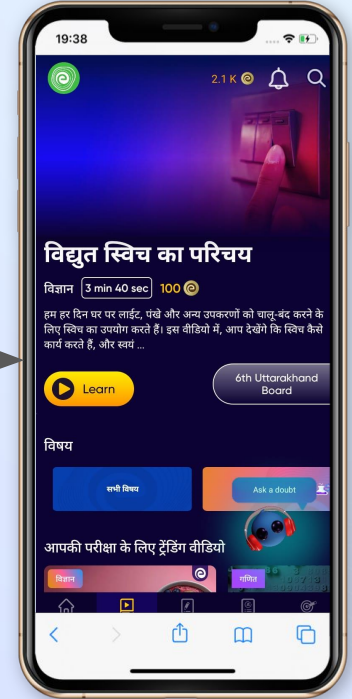 19:38
2.1 K
विद्युत स्विच का परिचय
विज्ञान 3 min 40 sec 100
हम हर दिन घर पर लाईट, पंखे और अन्य उपकरणों को चालू-बंद करने के
लिए स्विच का उपयोग करते हैं। इस वीडियो में, आप देखेंगे कि स्विच कैसे
कार्य करते हैं, और स्वयं ...
Learn
6th Uttarakhand
Board
विषय
सभी विषय
Ask a doubt
आपकी परीक्षा के लिए ट्रेंडिंग वीडियो
विज्ञान
गणित